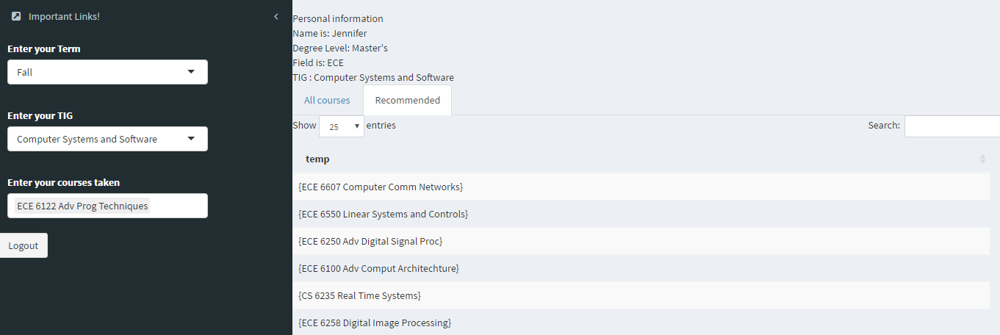 Important Links!
Enter your Term
Fall
Enter your TIG
Computer Systems and Software
Enter your courses taken
ECE 6122 Adv Prog Techniques
Logout
Personal information
Name is: Jennifer
Degree Level: Master's
Field is: ECE
TIG : Computer Systems and Software
All courses Recommended
Show 25 entries Search:
temp
{ECE 6607 Computer Comm Networks}
{ECE 6550 Linear Systems and Controls}
{ECE 6250 Adv Digital Signal Proc}
{ECE 6100 Adv Comput Architechture}
{CS 6235 Real Time Systems}
{ECE 6258 Digital Image Processing}